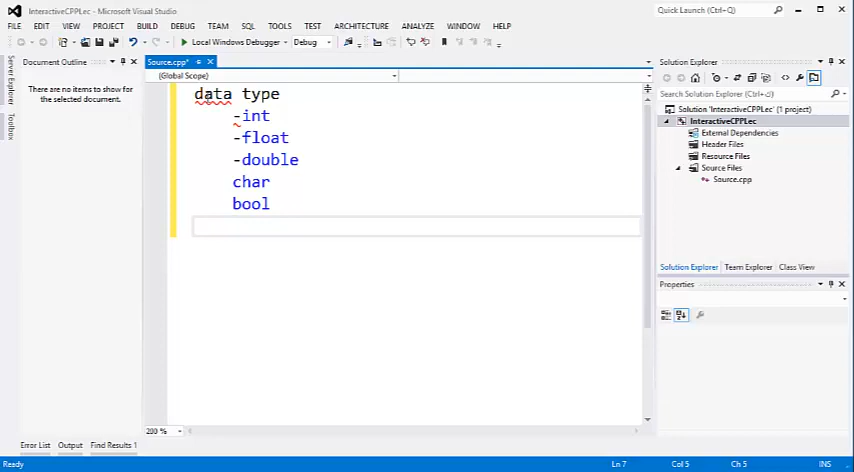 InteractiveCPPLec - Microsoft Visual Studio
Quick Launch (Ctrl+Q)
FILE EDIT VIEW PROJECT BUILD DEBUG TEAM SQL TOOLS TEST ARCHITECTURE ANALYZE WINDOW HELP
Local Windows Debugger
Debug
Server Explorer
Toolbox
Document Outline
There are no items to show for
the selected document.
Source.cpp*
(Global Scope)
data type
-int
-float
-double
char
bool
200 %
Solution Explorer
Search Solution Explorer
Solution 'InteractiveCPPLec' (1 project)
InteractiveCPPLec
External Dependencies
Header Files
Resource Files
Source Files
Source.cpp
Solution Explorer Team Explorer Class View
Properties
Error List Output Find Results 1
Ready
Ln 7 Col 5 Ch 5 INS